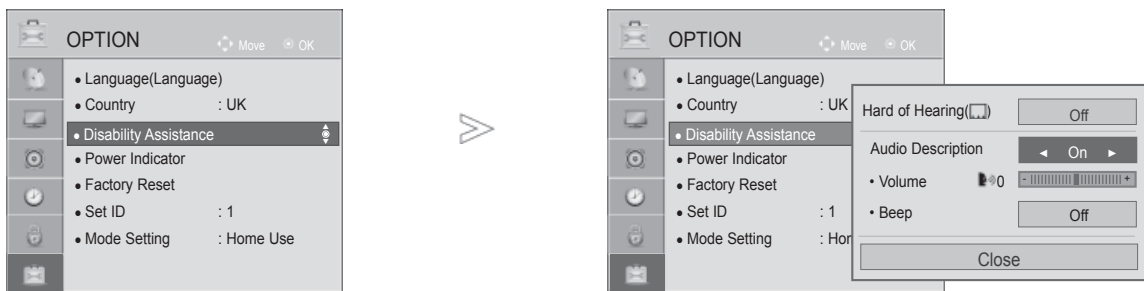 OPTION
Move OK
• Language(Language)
• Country : UK
• Disability Assistance
• Power Indicator
• Factory Reset
• Set ID : 1
• Mode Setting : Home Use
OPTION
Move OK
• Language(Language)
• Country : UK
• Disability Assistance
• Power Indicator
• Factory Reset
• Set ID : 1
• Mode Setting : Hor
Hard of Hearing( ) Off
Audio Description ◄ On ►
• Volume 0 - +
• Beep Off
Close